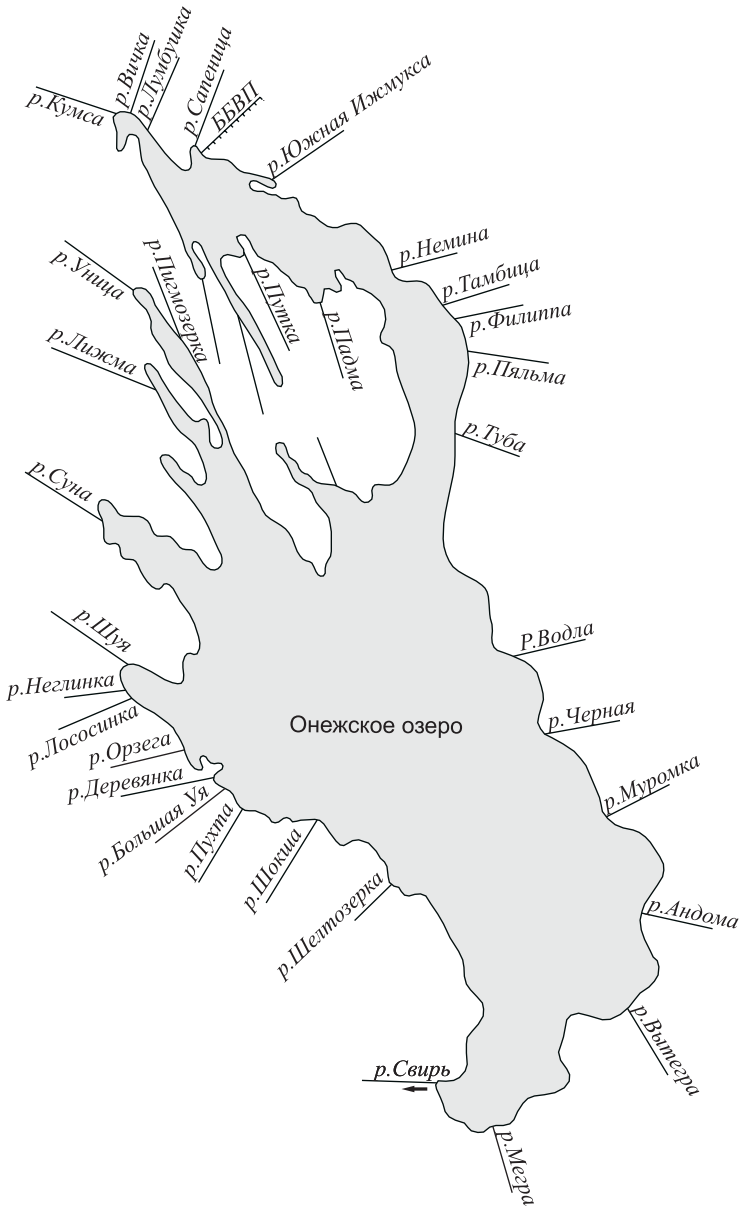 р.Вичка
р.Лумбушка
р.Сапеница
ББВП
р.Южная Ижмукса
р.Кумса
р.Немина
р.Уница
р.Пигмозерка
р.Путка
р.Тамбица
р.Филиппа
р.Лижма
р.Падма
р.Пяльма
р.Туба
р.Суна
р.Шуя
Р.Водла
р.Неглинка
р.Лососинка
Онежское озеро
р.Черная
р.Орзега
р.Деревянка
р.Муромка
р.Большая Уя
р.Пухта
р.Шокша
р.Шелтозерка
р.Андома
р.Вытегра
р.Свирь
р.Мегра